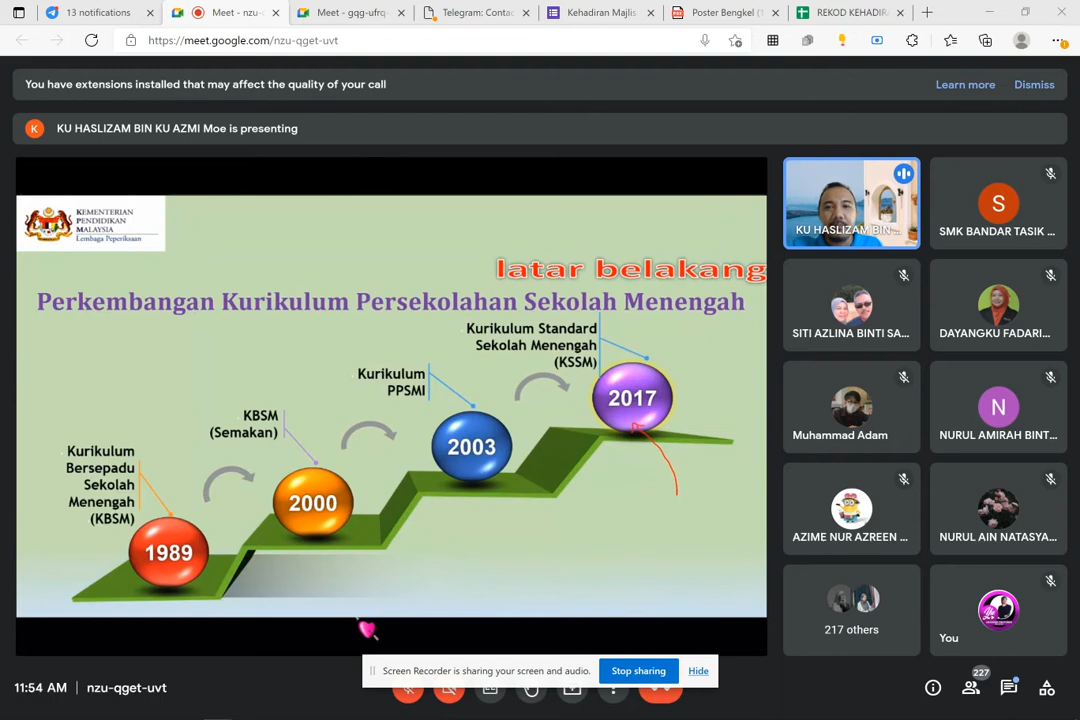 13 notifications
Meet - nzu-
Meet - gqg-ufrq-
Telegram: Contac
Kehadiran Majlis
Poster Bengkel (1
REKOD KEHADIRA
https://meet.google.com/nzu-qget-uvt
You have extensions installed that may affect the quality of your call
Learn more
Dismiss
K
KU HASLIZAM BIN KU AZMI Moe is presenting
KEMENTERIAN
PENDIDIKAN
MALAYSIA
Lembaga Peperiksaan
latar belakang
Perkembangan Kurikulum Persekolahan Sekolah Menengah
Kurikulum Standard
Sekolah Menengah
(KSSM)
2017
Kurikulum
PPSMI
2003
KBSM
(Semakan)
2000
Kurikulum
Bersepadu
Sekolah
Menengah
(KBSM)
1989
KU HASLIZAM BIN ...
S
SMK BANDAR TASIK ...
SITI AZLINA BINTI SA...
DAYANGKU FADARI...
Muhammad Adam
N
NURUL AMIRAH BINT...
AZIME NUR AZREEN ...
NURUL AIN NATASYA...
217 others
You
Screen Recorder is sharing your screen and audio.
Stop sharing
Hide
11:54 AM
nzu-qget-uvt
227